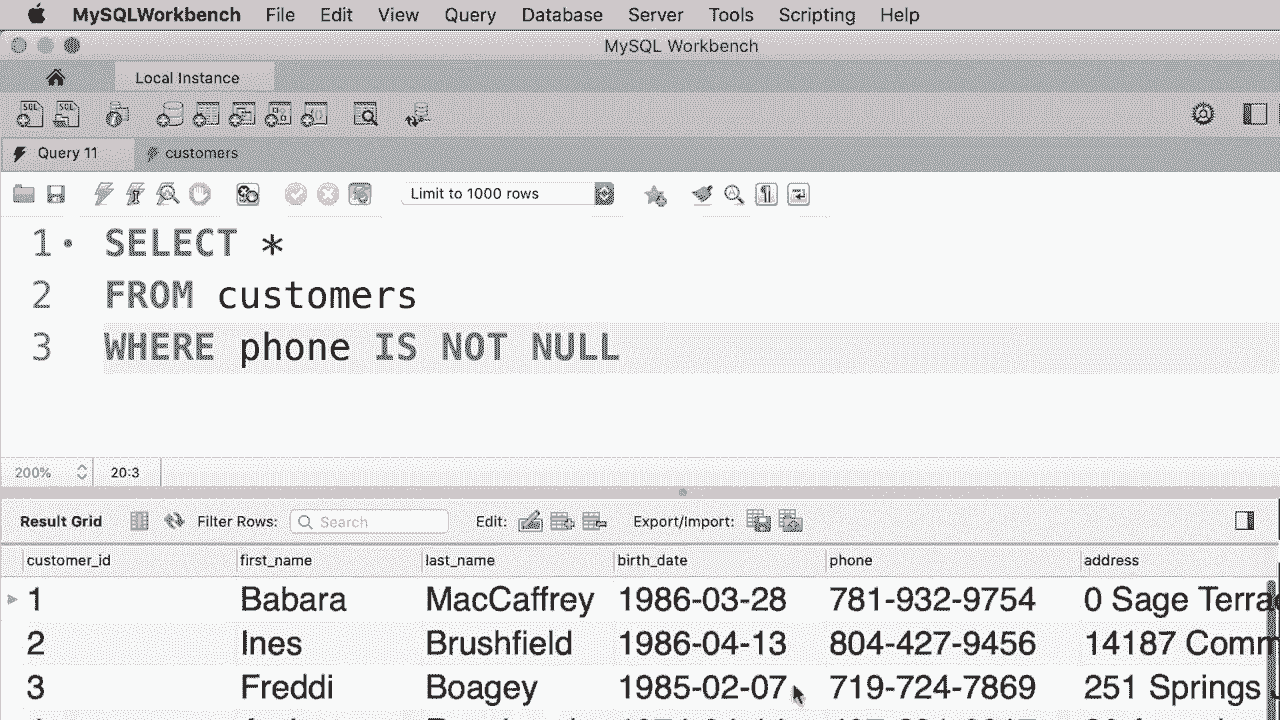 MySQLWorkbench File Edit View Query Database Server Tools Scripting Help
MySQL Workbench
Local Instance
SQL SQL
Query 11 customers
Limit to 1000 rows
1 SELECT *
2 FROM customers
3 WHERE phone IS NOT NULL
200% 20:3
Result Grid Filter Rows: Search Edit: Export/Import:
customer_id first_name last_name birth_date phone address
1 Babara MacCaffrey 1986-03-28 781-932-9754 0 Sage Terra
2 Ines Brushfield 1986-04-13 804-427-9456 14187 Comm
3 Freddi Boagey 1985-02-07 719-724-7869 251 Springs